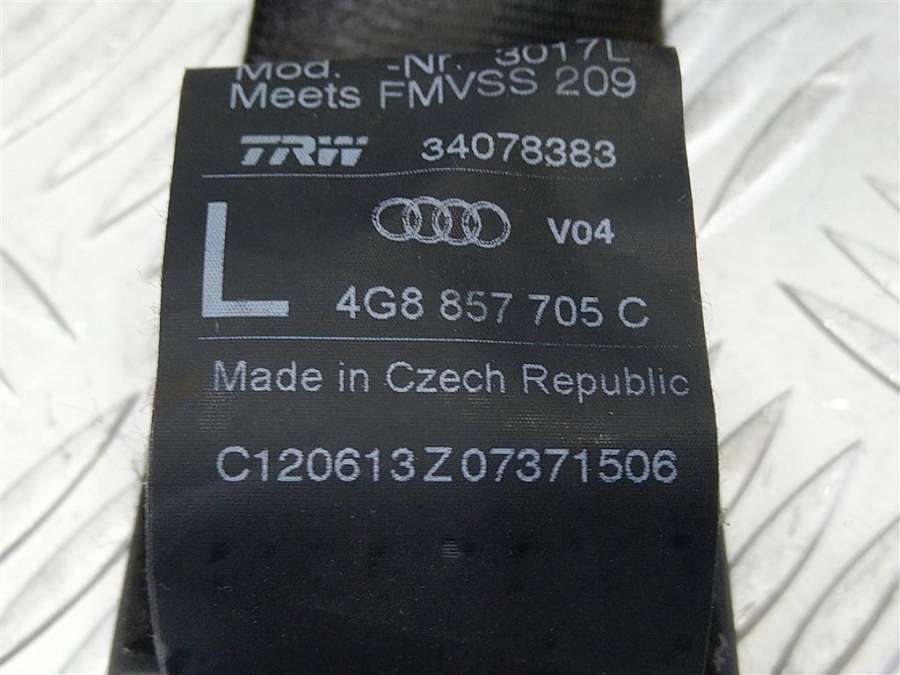 Mod. -Nr. 3017L
Meets FMVSS 209
TRW 34078383
L V04
4G8 857 705 C
Made in Czech Republic
C120613Z07371506